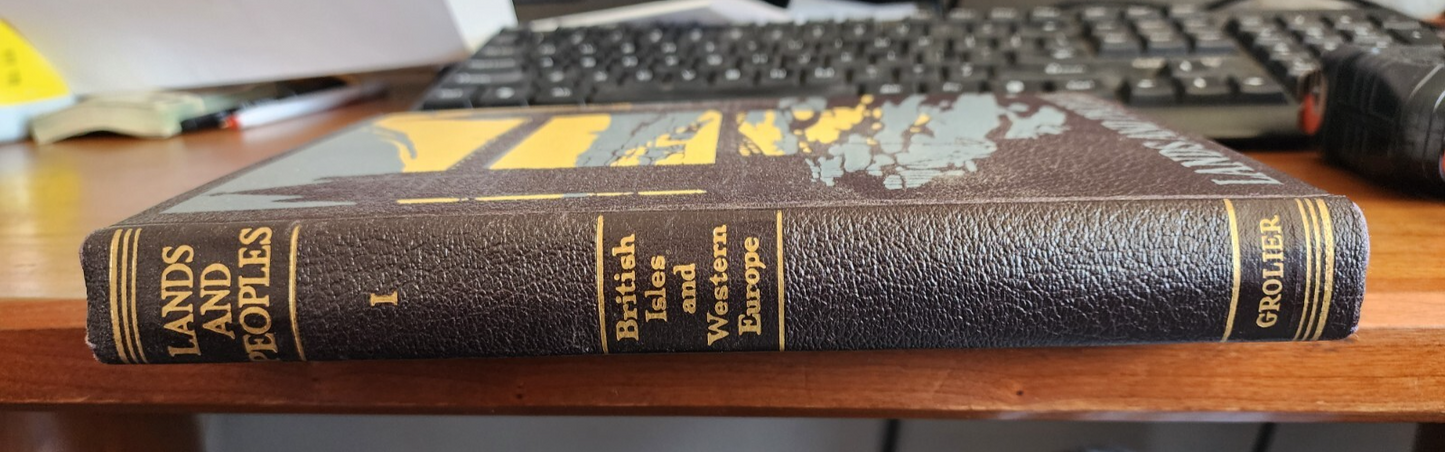 LANDS
AND
PEOPLES
I
British
Isles
and
Western
Europe
GROLIER